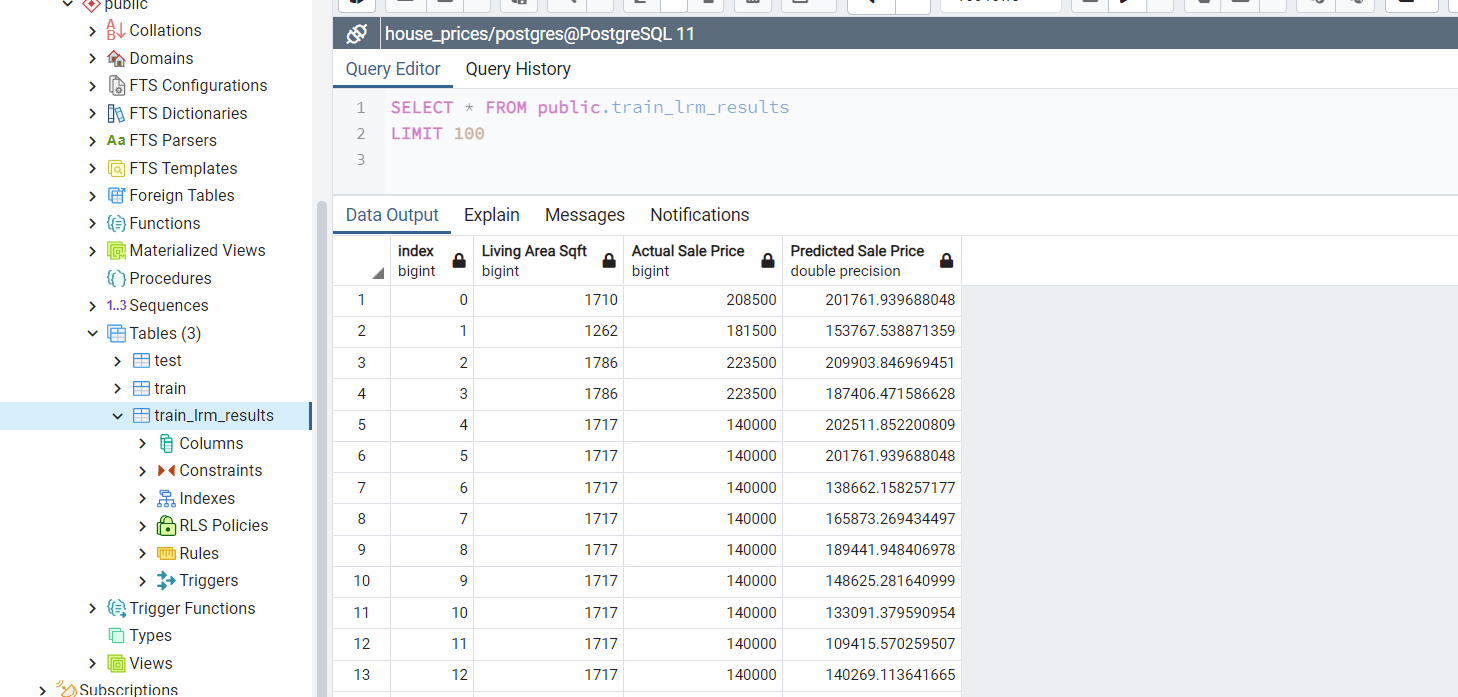 public
Collations
Domains
FTS Configurations
FTS Dictionaries
Aa FTS Parsers
FTS Templates
Foreign Tables
Functions
Materialized Views
Procedures
1..3 Sequences
Tables (3)
test
train
train_lrm_results
Columns
Constraints
Indexes
RLS Policies
Rules
Triggers
Trigger Functions
Types
Views
Subscriptions
house_prices/postgres@PostgreSQL 11
Query Editor Query History
1 SELECT * FROM public.train_lrm_results
2 LIMIT 100
3
Data Output Explain Messages Notifications
index Living Area Sqft Actual Sale Price Predicted Sale Price
bigint bigint bigint double precision
1 0 1710 208500 201761.939688048
2 1 1262 181500 153767.538871359
3 2 1786 223500 209903.846969451
4 3 1786 223500 187406.471586628
5 4 1717 140000 202511.852200809
6 5 1717 140000 201761.939688048
7 6 1717 140000 138662.158257177
8 7 1717 140000 165873.269434497
9 8 1717 140000 189441.948406978
10 9 1717 140000 148625.281640999
11 10 1717 140000 133091.379590954
12 11 1717 140000 109415.570259507
13 12 1717 140000 140269.113641665